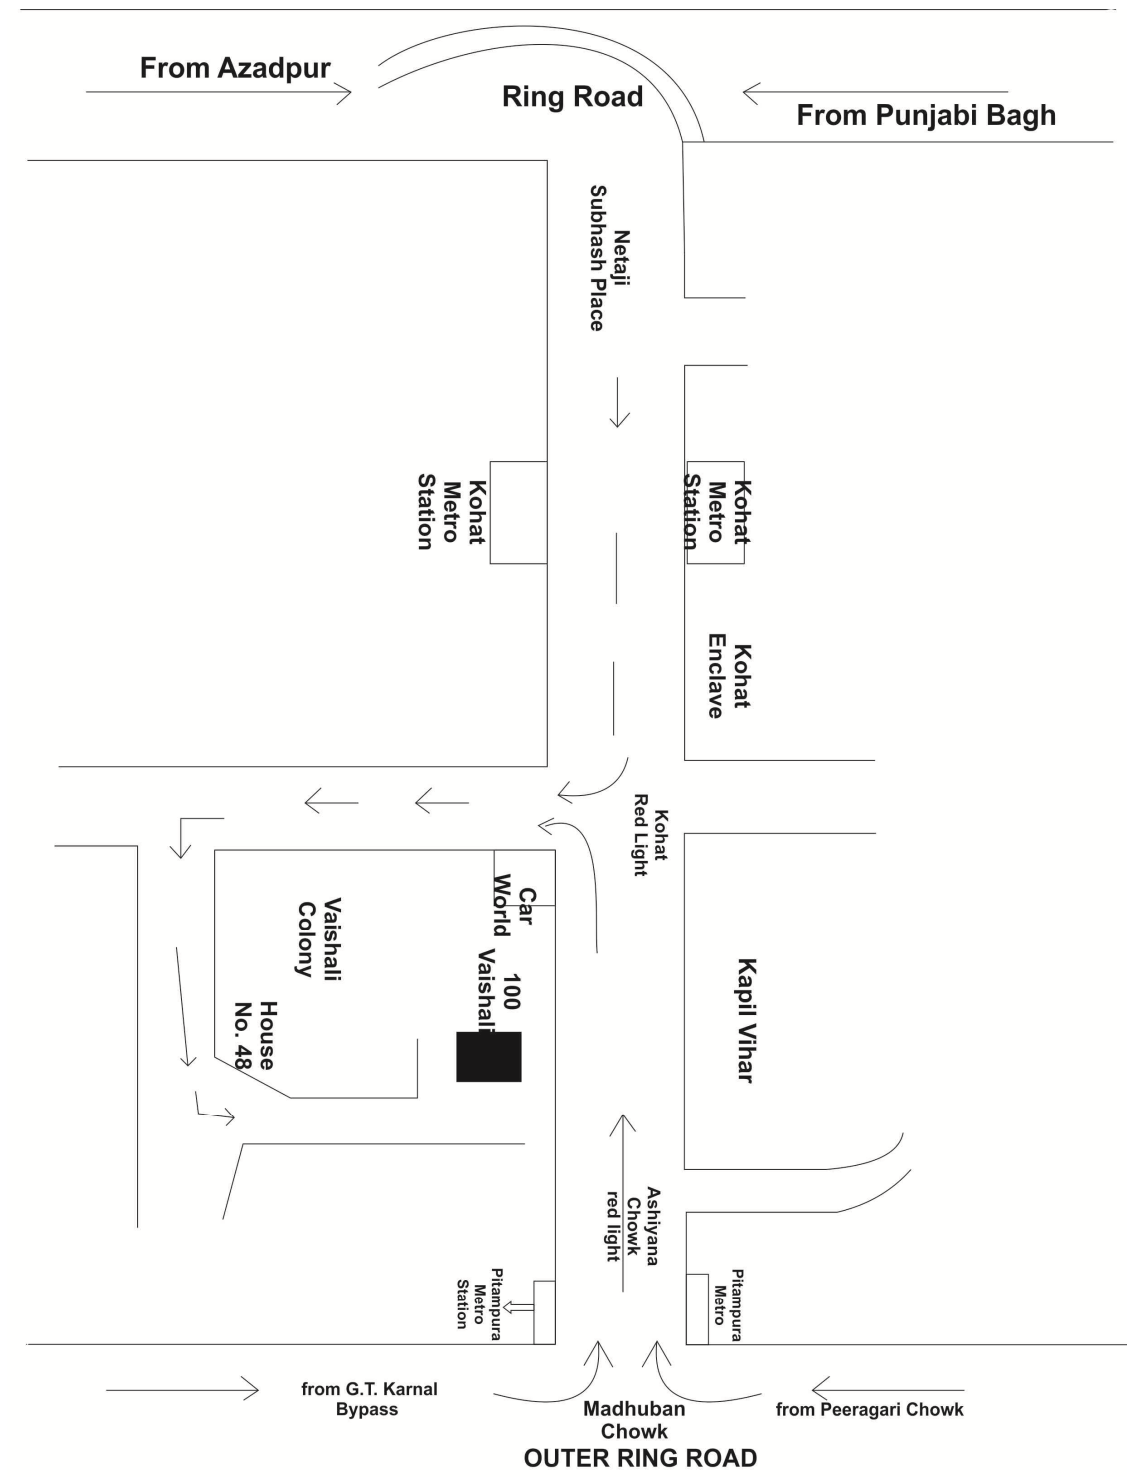 From Azadpur
Ring Road
From Punjabi Bagh
Netaji
Subhash Place
Kohat
Metro
Station
Kohat
Metro
Station
Kohat
Enclave
Kohat
Red Light
Car
World
Vaishali
Colony
100
Vaishali
House
No. 48
Kapil Vihar
Ashiyana
Chowk
red light
Pitampura
Metro
Station
Pitampura
Metro
from G.T. Karnal
Bypass
Madhuban
Chowk
from Peeragari Chowk
OUTER RING ROAD